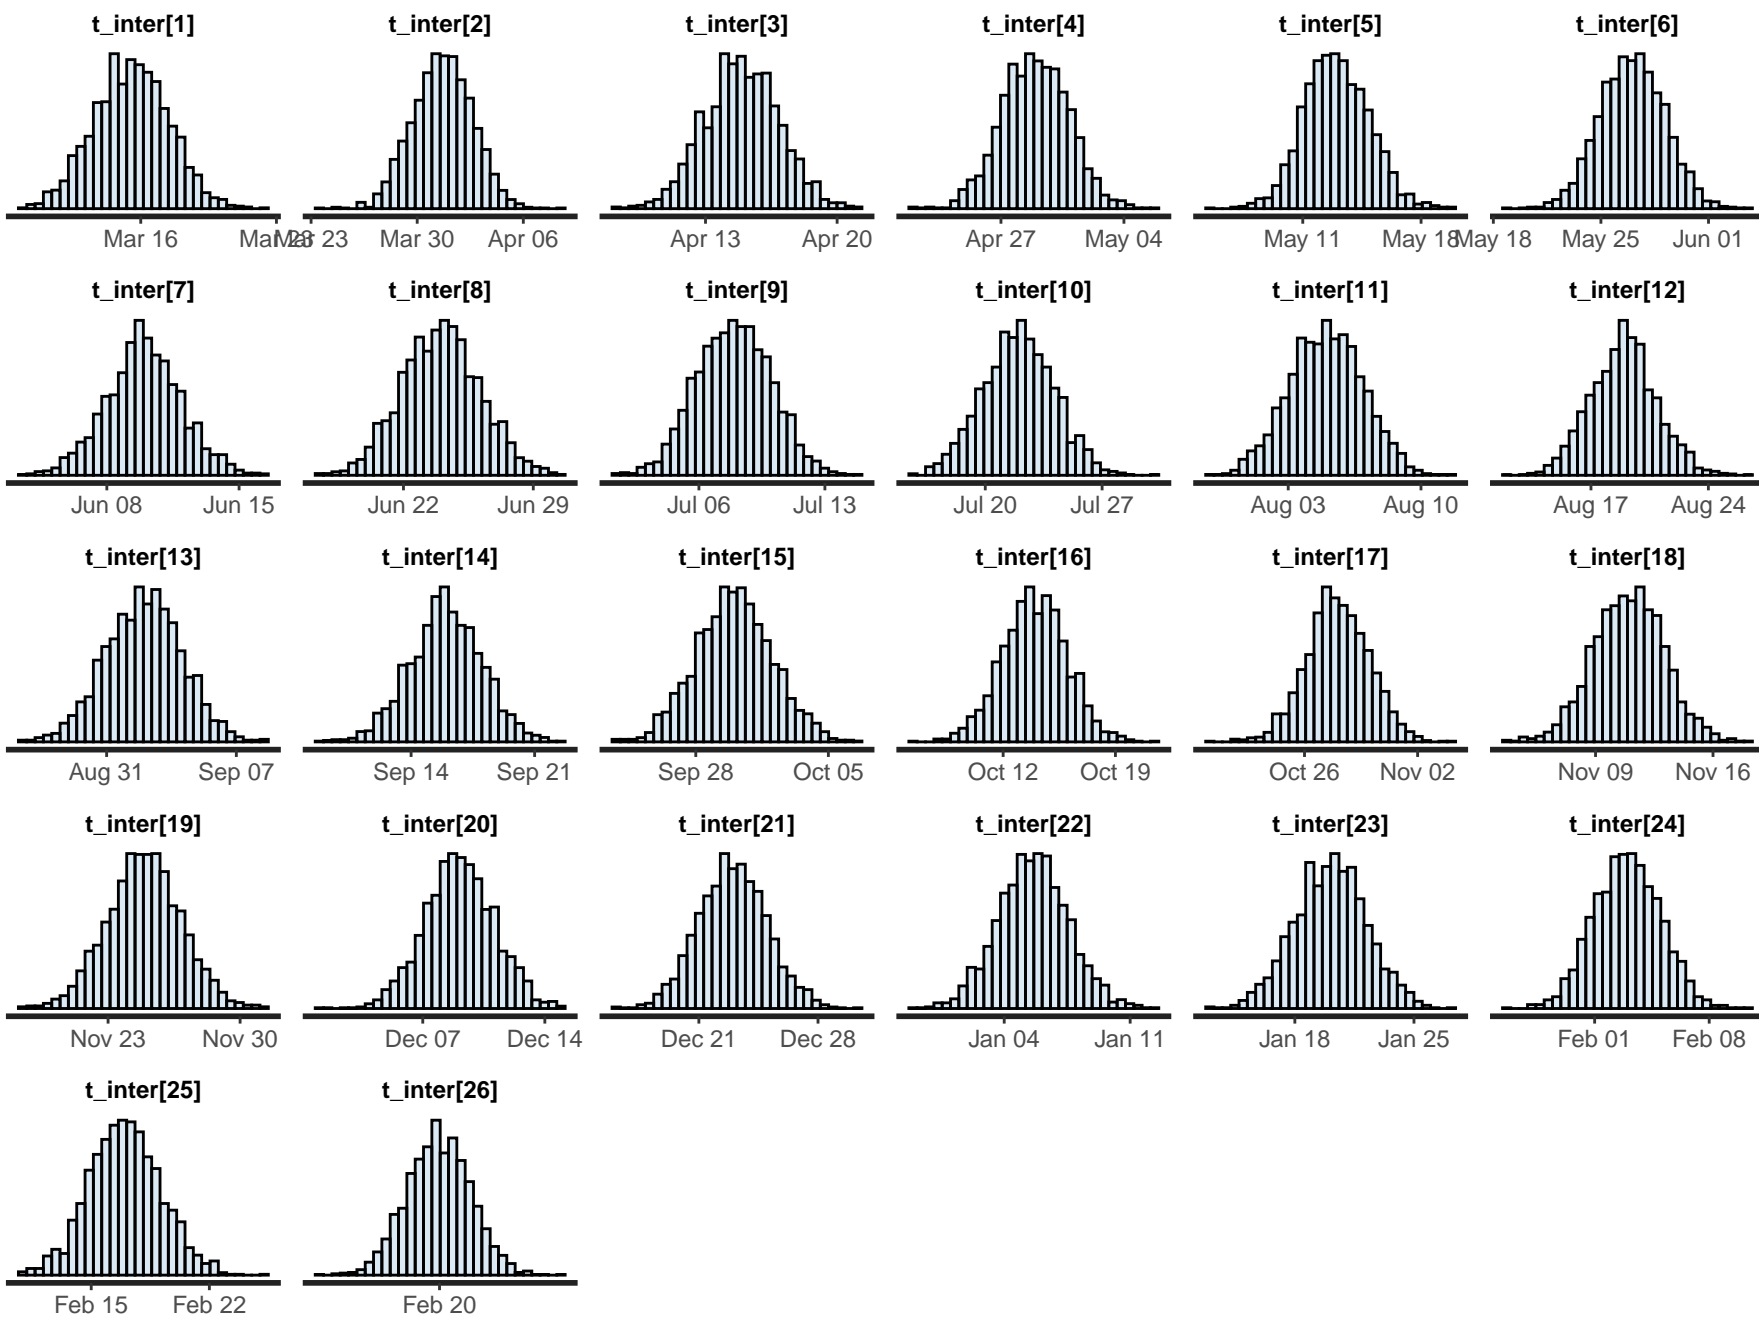 t_inter[1] t_inter[2] t_inter[3] t_inter[4] t_inter[5] t_inter[6]
Mar 16 Mar 23 Mar 23 Mar 30 Apr 06 Apr 13 Apr 20 Apr 27 May 04 May 11 May 18 May 18 May 25 Jun 01
t_inter[7] t_inter[8] t_inter[9] t_inter[10] t_inter[11] t_inter[12]
Jun 08 Jun 15 Jun 22 Jun 29 Jul 06 Jul 13 Jul 20 Jul 27 Aug 03 Aug 10 Aug 17 Aug 24
t_inter[13] t_inter[14] t_inter[15] t_inter[16] t_inter[17] t_inter[18]
Aug 31 Sep 07 Sep 14 Sep 21 Sep 28 Oct 05 Oct 12 Oct 19 Oct 26 Nov 02 Nov 09 Nov 16
t_inter[19] t_inter[20] t_inter[21] t_inter[22] t_inter[23] t_inter[24]
Nov 23 Nov 30 Dec 07 Dec 14 Dec 21 Dec 28 Jan 04 Jan 11 Jan 18 Jan 25 Feb 01 Feb 08
t_inter[25] t_inter[26]
Feb 15 Feb 22 Feb 20